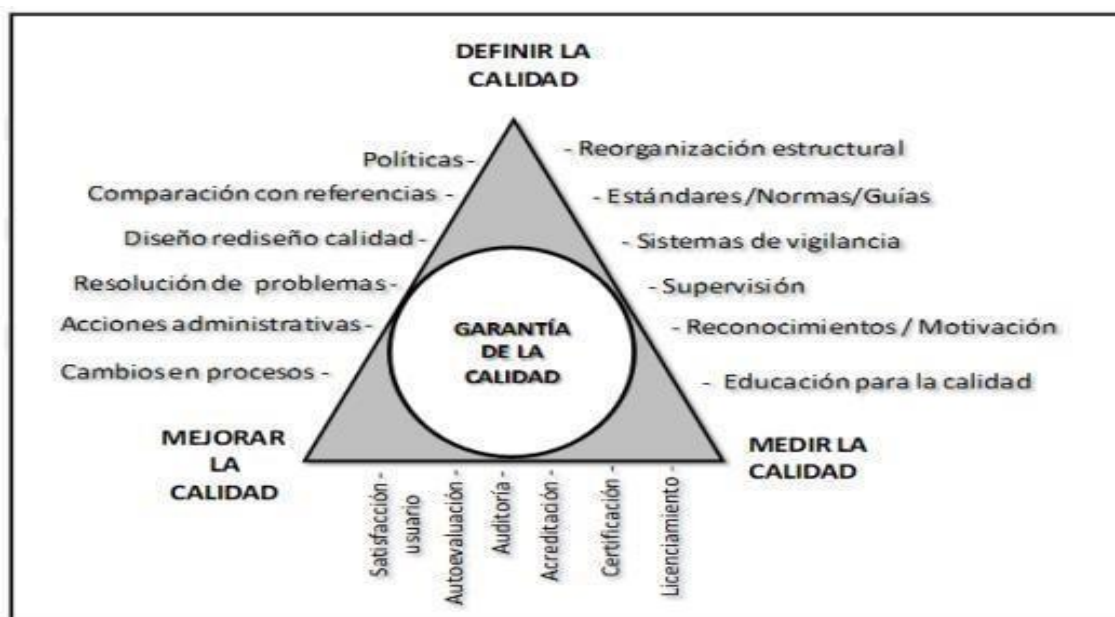 DEFINIR LA
CALIDAD
Políticas -
Comparación con referencias -
Diseño rediseño calidad -
Resolución de problemas -
Acciones administrativas -
Cambios en procesos -
- Reorganización estructural
- Estándares /Normas/Guías
- Sistemas de vigilancia
- Supervisión
- Reconocimientos / Motivación
- Educación para la calidad
GARANTÍA
DE LA
CALIDAD
MEJORAR
LA
CALIDAD
MEDIR LA
CALIDAD
Satisfacción -
usuario
Autoevaluación -
Auditoría -
Acreditación -
Certificación -
Licenciamiento -